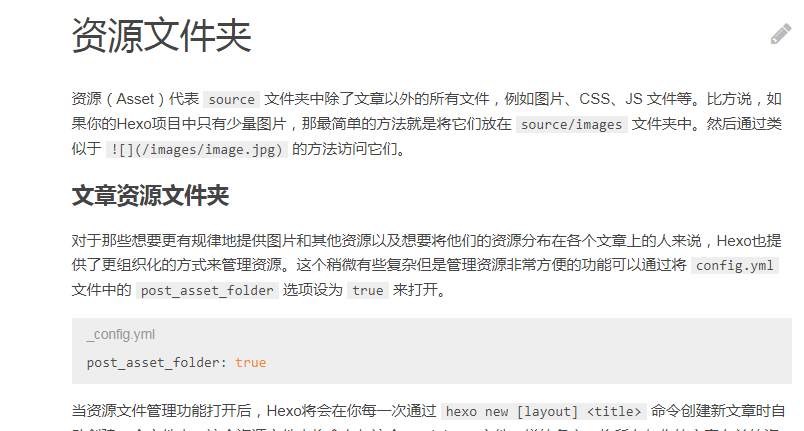 资源文件夹
资源（Asset）代表 source 文件夹中除了文章以外的所有文件，例如图片、CSS、JS 文件等。比方说，如
果你的Hexo项目中只有少量图片，那最简单的方法就是将它们放在 source/images 文件夹中。然后通过类
似于 ![](/images/image.jpg) 的方法访问它们。
文章资源文件夹
对于那些想要更有规律地提供图片和其他资源以及想要将他们的资源分布在各个文章上的人来说，Hexo也提
供了更组织化的方式来管理资源。这个稍微有些复杂但是管理资源非常方便的功能可以通过将 config.yml
文件中的 post_asset_folder 选项设为 true 来打开。
_config.yml
post_asset_folder: true
当资源文件管理功能打开后，Hexo将会在你每一次通过 hexo new [layout] <title> 命令创建新文章时自